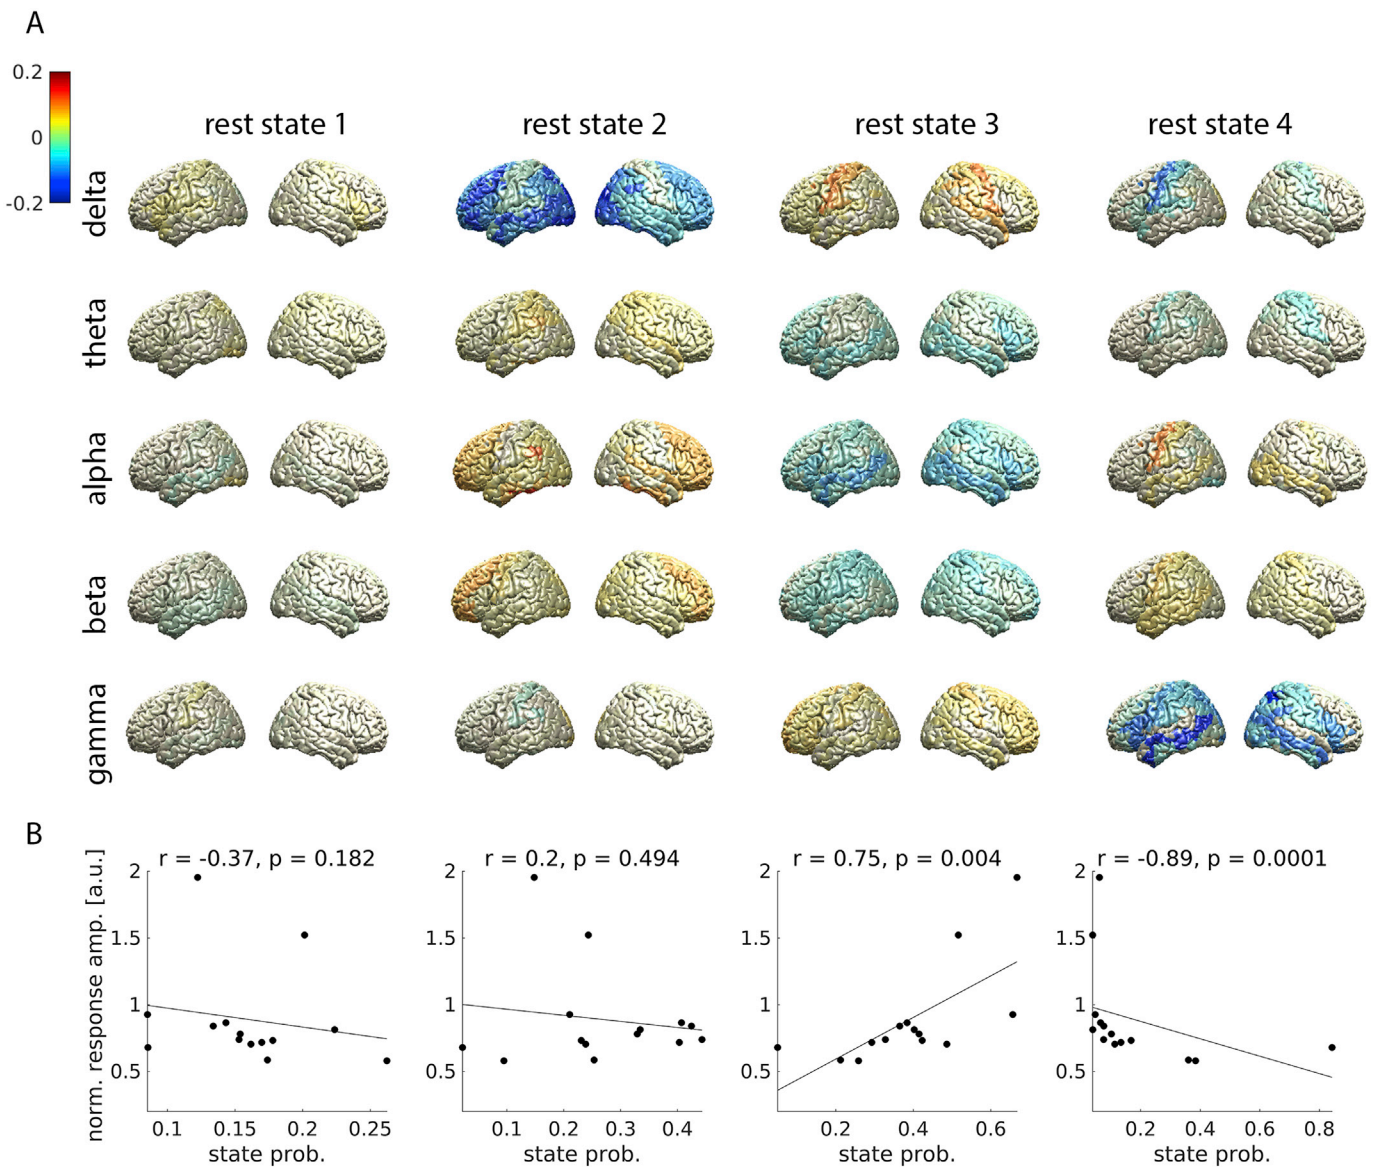 A
0.2
0
-0.2
rest state 1
rest state 2
rest state 3
rest state 4
delta
theta
alpha
beta
gamma
B
norm. response amp. [a.u.]
r = -0.37, p = 0.182
2
1.5
1
0.5
0.1 0.15 0.2 0.25
state prob.
r = 0.2, p = 0.494
2
1.5
1
0.5
0.1 0.2 0.3 0.4
state prob.
r = 0.75, p = 0.004
2
1.5
1
0.5
0.2 0.4 0.6
state prob.
r = -0.89, p = 0.0001
2
1.5
1
0.5
0.2 0.4 0.6 0.8
state prob.